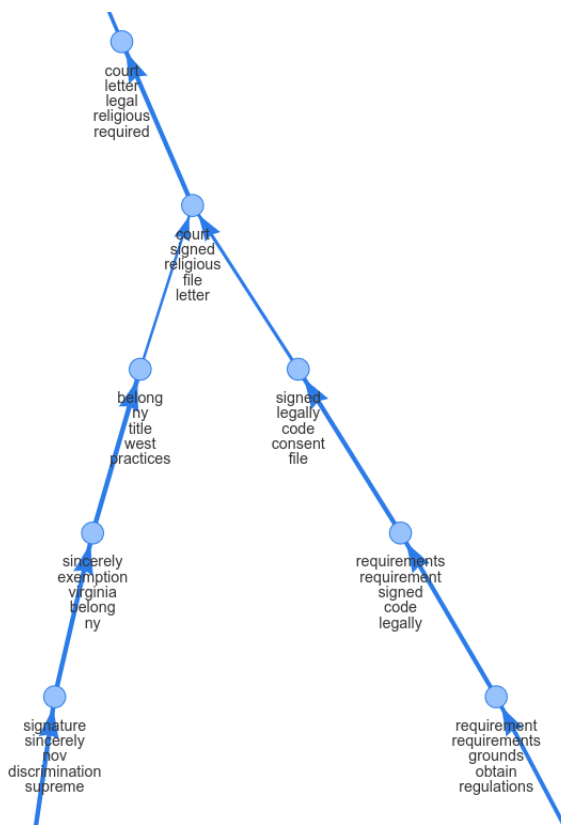 court
letter
legal
religious
required
court
signed
religious
file
letter
belong
ny
title
west
practices
signed
legally
code
consent
file
sincerely
exemption
virginia
belong
ny
requirements
requirement
signed
code
legally
signature
sincerely
nov
discrimination
supreme
requirement
requirements
grounds
obtain
regulations